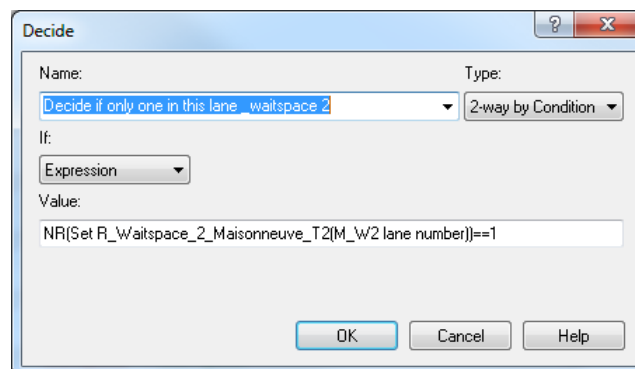 Decide
Name: Type:
Decide if only one in this lane _waitspace 2 2-way by Condition
If:
Expression
Value:
NR(Set R_Waitspace_2_Maisonneuve_T2(M_W2 lane number))==1
OK Cancel Help